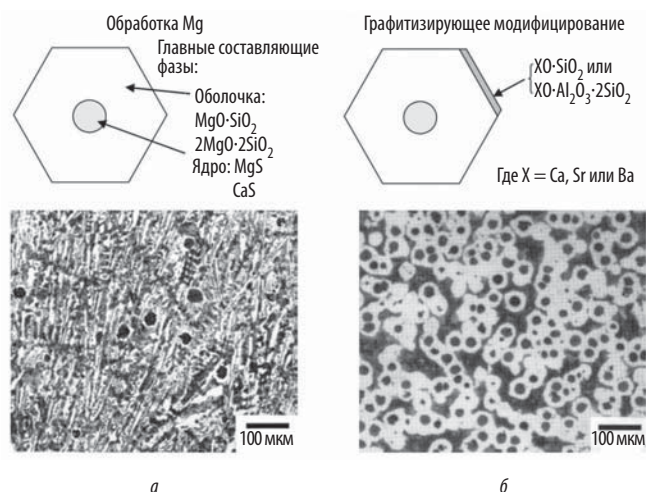 Обработка Mg
Главные составляющие
фазы:
Оболочка:
MgO·SiO₂
2MgO·2SiO₂
Ядро: MgS
CaS
Графитизирующее модифицирование
XO·SiO₂ или
XO·Al₂O₃·2SiO₂
Где X = Ca, Sr или Ba
100 мкм
100 мкм
а
б